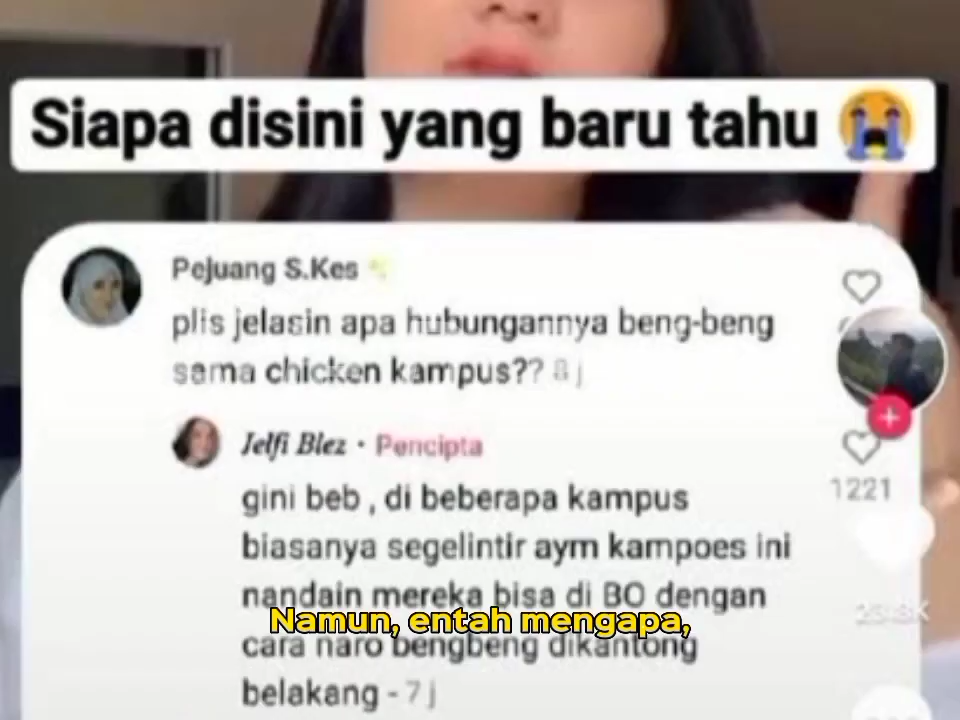 Siapa disini yang baru tahu 😭
Pejuang S.Kes
plis jelasin apa hubungannya beng-beng
sama chicken kampus?? 8 j
Jelfi Blez · Pencipta
gini beb , di beberapa kampus
1221
biasanya segelintir aym kampoes ini
nandain mereka bisa di BO dengan
Namun, entah mengapa,
cara naro bengbeng dikantong
belakang - 7 j